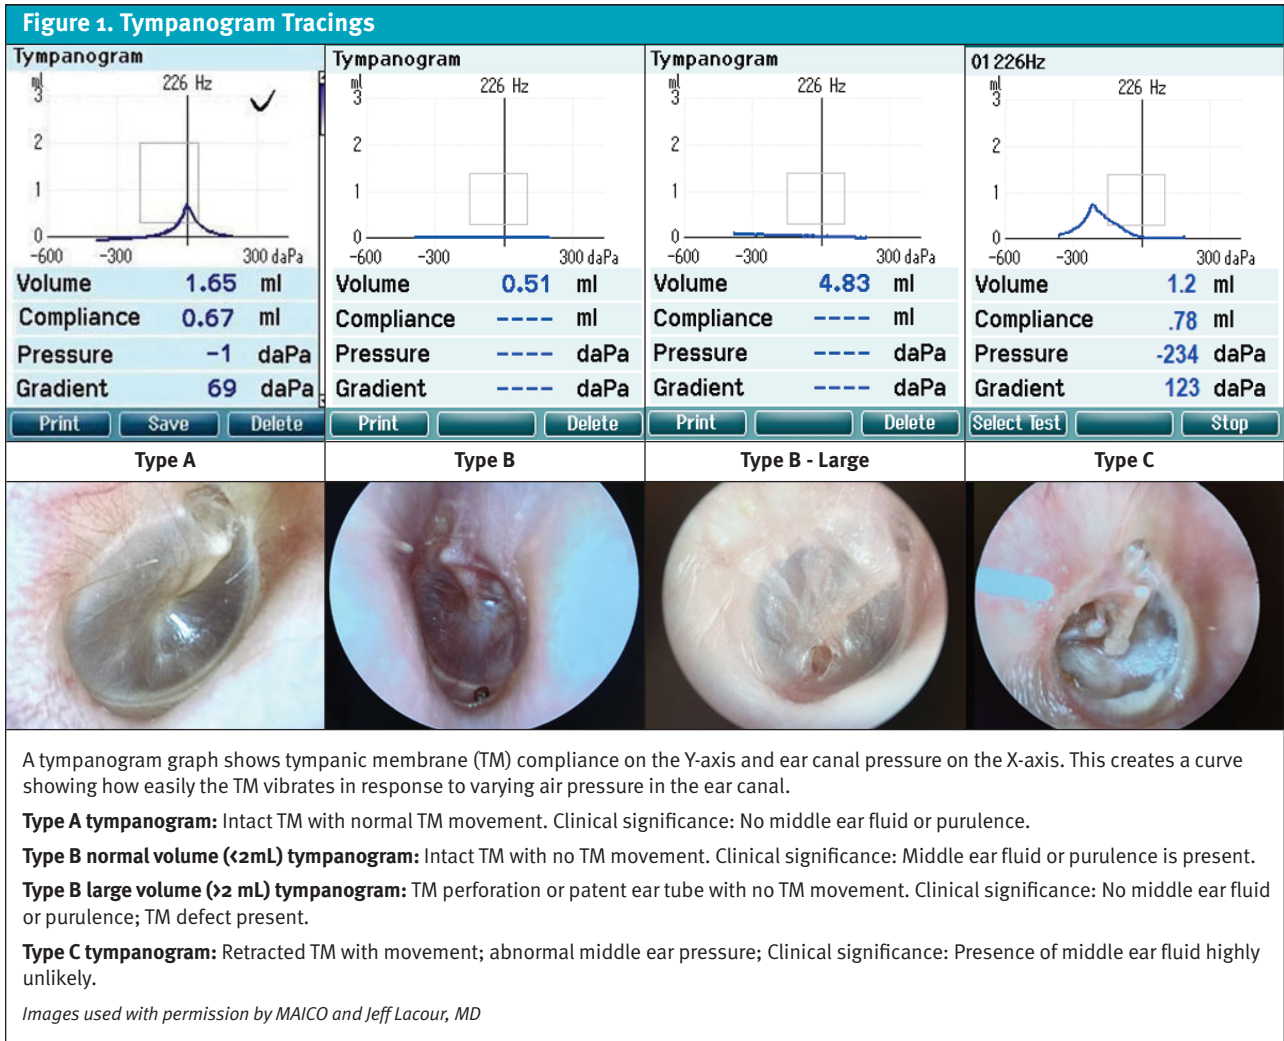 Figure 1. Tympanogram Tracings
Tympanogram
ml
226 Hz
3
2
1
0
-600
-300
300 daPa
Volume 1.65 ml
Compliance 0.67 ml
Pressure -1 daPa
Gradient 69 daPa
Print Save Delete
Type A
Tympanogram
ml
226 Hz
3
2
1
0
-600
-300
300 daPa
Volume 0.51 ml
Compliance ---- ml
Pressure ---- daPa
Gradient ---- daPa
Print Delete
Type B
Tympanogram
ml
226 Hz
3
2
1
0
-600
-300
300 daPa
Volume 4.83 ml
Compliance ---- ml
Pressure ---- daPa
Gradient ---- daPa
Print Delete
Type B - Large
01 226Hz
ml
226 Hz
3
2
1
0
-600
-300
300 daPa
Volume 1.2 ml
Compliance .78 ml
Pressure -234 daPa
Gradient 123 daPa
Select Test Stop
Type C
A tympanogram graph shows tympanic membrane (TM) compliance on the Y-axis and ear canal pressure on the X-axis. This creates a curve
showing how easily the TM vibrates in response to varying air pressure in the ear canal.
Type A tympanogram: Intact TM with normal TM movement. Clinical significance: No middle ear fluid or purulence.
Type B normal volume (<2mL) tympanogram: Intact TM with no TM movement. Clinical significance: Middle ear fluid or purulence is present.
Type B large volume (>2 mL) tympanogram: TM perforation or patent ear tube with no TM movement. Clinical significance: No middle ear fluid
or purulence; TM defect present.
Type C tympanogram: Retracted TM with movement; abnormal middle ear pressure; Clinical significance: Presence of middle ear fluid highly
unlikely.
Images used with permission by MAICO and Jeff Lacour, MD